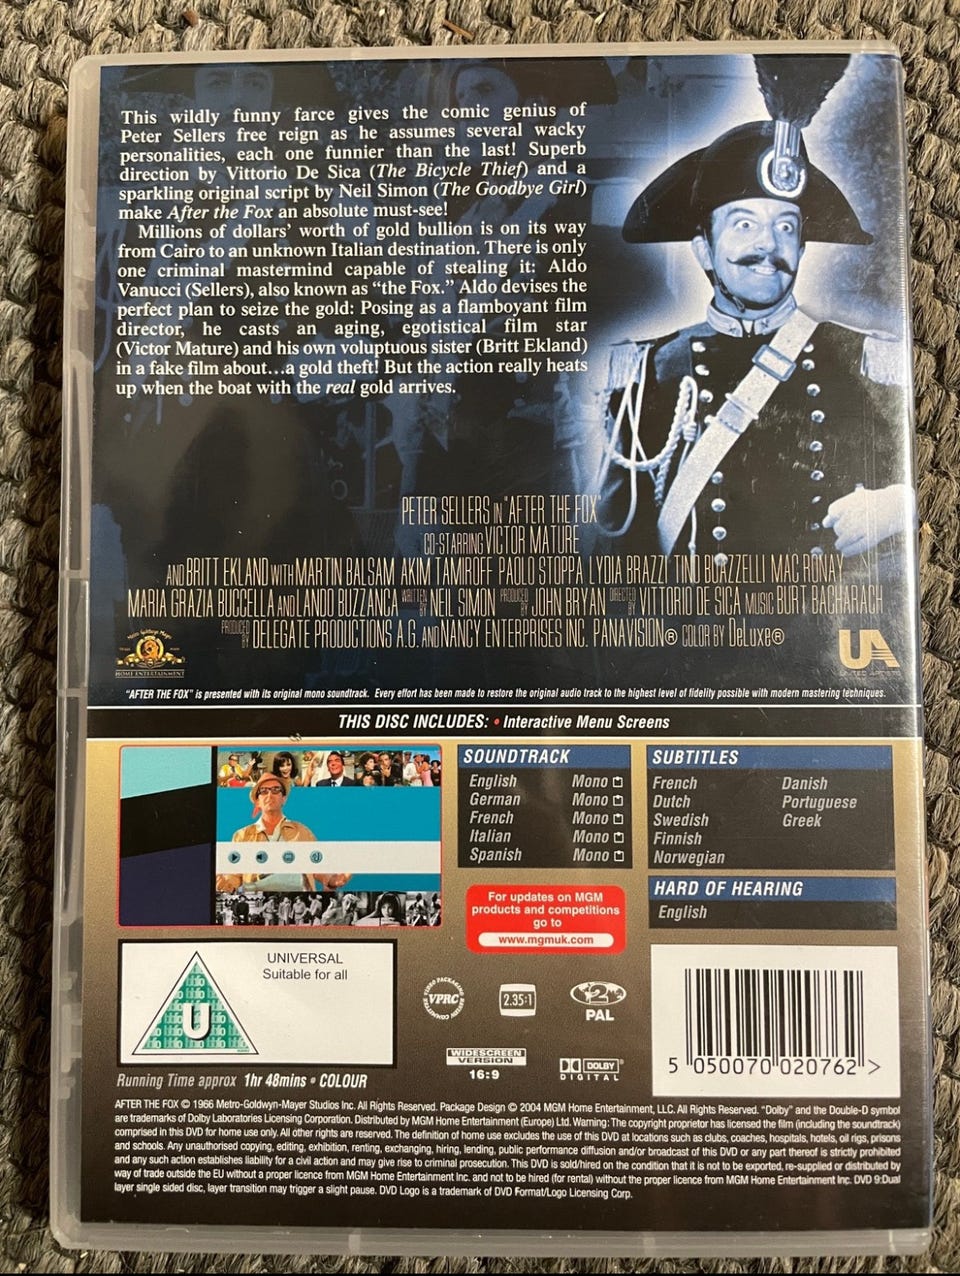 This wildly funny farce gives the comic genius of
Peter Sellers free reign as he assumes several wacky
personalities, each one funnier than the last! Superb
direction by Vittorio De Sica (The Bicycle Thief) and a
sparkling original script by Neil Simon (The Goodbye Girl)
make After the Fox an absolute must-see!
Millions of dollars' worth of gold bullion is on its way
from Cairo to an unknown Italian destination. There is only
one criminal mastermind capable of stealing it: Aldo
Vanucci (Sellers), also known as "the Fox." Aldo devises the
perfect plan to seize the gold: Posing as a flamboyant film
director, he casts an aging, egotistical film star
(Victor Mature) and his own voluptuous sister (Britt Ekland)
in a fake film about...a gold theft! But the action really heats
up when the boat with the real gold arrives.
PETER SELLERS IN "AFTER THE FOX"
CO-STARRING VICTOR MATURE
AND BRITT EKLAND WITH MARTIN BALSAM AKIM TAMIROFF PAOLO STOPPA LYDIA BRAZZI TINO BUAZZELLI MAC RONAY
MARIA GRAZIA BUCCELLA AND LANDO BUZZANCA WRITTEN BY NEIL SIMON PRODUCED BY JOHN BRYAN DIRECTED BY VITTORIO DE SICA MUSIC BURT BACHARACH
PRODUCED BY DELEGATE PRODUCTIONS A.G. AND NANCY ENTERPRISES INC. PANAVISION® COLOR BY DeLuxe®
Metro Goldwyn Mayer
HOME ENTERTAINMENT
UA
UNITED ARTISTS
"AFTER THE FOX" is presented with its original mono soundtrack. Every effort has been made to restore the original audio track to the highest level of fidelity possible with modern mastering techniques.
THIS DISC INCLUDES: • Interactive Menu Screens
SOUNDTRACK
English Mono
German Mono
French Mono
Italian Mono
Spanish Mono
SUBTITLES
French Danish
Dutch Portuguese
Swedish Greek
Finnish
Norwegian
HARD OF HEARING
English
For updates on MGM
products and competitions
go to
www.mgmuk.com
UNIVERSAL
Suitable for all
U
VIDEO PACKAGING REVIEW COMMITTEE
VPRC
2.35:1
2
PAL
WIDESCREEN
VERSION
16:9
DOLBY
DIGITAL
5 050070 020762 >
Running Time approx 1hr 48mins • COLOUR
AFTER THE FOX © 1966 Metro-Goldwyn-Mayer Studios Inc. All Rights Reserved. Package Design © 2004 MGM Home Entertainment, LLC. All Rights Reserved. "Dolby" and the Double-D symbol
are trademarks of Dolby Laboratories Licensing Corporation. Distributed by MGM Home Entertainment (Europe) Ltd. Warning: The copyright proprietor has licensed the film (including the soundtrack)
comprised in this DVD for home use only. All other rights are reserved. The definition of home use excludes the use of this DVD at locations such as clubs, coaches, hospitals, hotels, oil rigs, prisons
and schools. Any unauthorised copying, editing, exhibition, renting, exchanging, hiring, lending, public performance diffusion and/or broadcast of this DVD or any part thereof is strictly prohibited
and any such action establishes liability for a civil action and may give rise to criminal prosecution. This DVD is sold/hired on the condition that it is not to be exported, re-supplied or distributed by
way of trade outside the EU without a proper licence from MGM Home Entertainment Inc. and not to be hired (for rental) without the proper licence from MGM Home Entertainment Inc. DVD 9:Dual
layer single sided disc, layer transition may trigger a slight pause. DVD Logo is a trademark of DVD Format/Logo Licensing Corp.